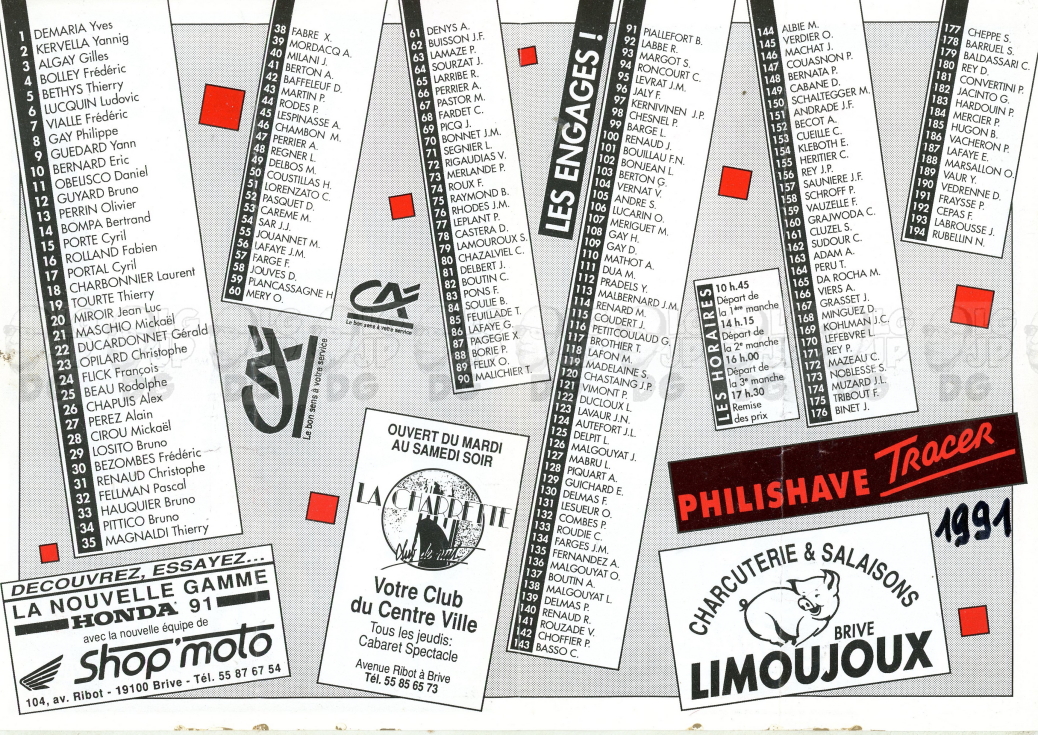 1 DEMARIA Yves
2 KERVELLA Yannig
3 ALGAY Gilles
4 BOLLEY Frédéric
5 BETHYS Thierry
6 LUCQUIN Ludovic
7 VIALLE Frédéric
8 GAY Philippe
9 GUEDARD Yann
10 BERNARD Eric
11 OBELISCO Daniel
12 GUYARD Bruno
13 PERRIN Olivier
14 BOMPA Bertrand
15 PORTE Cyril
16 ROLLAND Fabien
17 PORTAL Cyril
18 CHARBONNIER Laurent
19 TOURTE Thierry
20 MIROIR Jean Luc
21 MASCHIO Mickaël
22 DUCARDONNET Gérald
23 OPILARD Christophe
24 FLICK François
25 BEAU Rodolphe
26 CHAPUIS Alex
27 PEREZ Alain
28 CIROU Mickaël
29 LOSITO Bruno
30 BEZOMBES Frédéric
31 RENAUD Christophe
32 FELLMAN Pascal
33 HAUQUIER Bruno
34 PITTICO Bruno
35 MAGNALDI Thierry
38 FABRE X.
39 MORDACQ A.
40 MILANI J.
41 BERTON A.
42 BAFFELEUF D.
43 MARTIN P.
44 RODES P.
45 LESPINASSE A.
46 CHAMBON M.
47 PERRIER A.
48 REGNER L.
49 DELBOS M.
50 COUSTILLAS H.
51 LORENZATO C.
52 PASQUET D.
53 CAREME M.
54 SAR J.J.
55 JOUANNET M.
56 LAFAYE J.M.
57 FARGE F.
58 JOUVES D.
59 PLANCASSAGNE H
60 MERY O.
61 DENYS A.
62 BUISSON J.F.
63 LAMAZE P.
64 SOURZAT J.
65 LARRIBE R.
66 PERRIER A.
67 PASTOR M.
68 FARDET C.
69 PICQ J.
70 BONNET J.M.
71 SEGNIER L.
72 RIGAUDIAS V.
73 MERLANDE P.
74 ROUX F.
75 RAYMOND B.
76 RHODES J.M.
77 LEPLANT P.
78 CASTERA D.
79 LAMOUROUX S.
80 CHAZALVIEL C.
81 DELBERT J.
82 BOUTIN C.
83 PONS F.
84 SOULIE B.
85 FEUILLADE T.
86 LAFAYE G.
87 PAGEGIE X.
88 BORIE P.
89 FELIX O.
90 MALICHIER T.
LES ENGAGES !
91 PIALLEFORT B.
92 LABBE R.
93 MARGOT S.
94 RONCOURT C.
95 LEVRAT J.M.
96 JALY F.
97 KERNIVINEN J.P.
98 CHESNEL P.
99 BARGE L.
100 RENAUD J.
101 BOUILLAU F.N.
102 BONJEAN L.
103 BERTON G.
104 VERNAT V.
105 ANDRE S.
106 LUCARIN O.
107 MERIGUET M.
108 GAY H.
109 GAY D.
110 MATHOT A.
111 DUA M.
112 PRADELS Y.
113 MALBERNARD J.M.
114 RENARD M.
115 COUDERT J.
116 PETITCOULAUD G.
117 BROTHIER T.
118 LAFON M.
119 MADELAINE S.
120 CHASTAING J.P.
121 VIMONT P.
122 DUCLOUX L.
123 LAVAUR J.N.
124 AUTEFORT J.L.
125 DELPIT L.
126 MALGOUYAT J.
127 MABRU L.
128 PIQUART A.
129 GUICHARD E.
130 DELMAS F.
131 LESUEUR O.
132 COMBES P.
133 ROUDIE C.
134 FARGES J.M.
135 FERNANDEZ A.
136 MALGOUYAT O.
137 BOUTIN A.
138 MALGOUYAT L.
139 DELMAS P.
140 RENAUD R.
141 ROUZADE V.
142 CHOFFIER P.
143 BASSO C.
144 ALBIE M.
145 VERDIER O.
146 MACHAT J.
147 COUASNON P.
148 BERNATA P.
149 CABANE D.
150 SCHALTEGGER M.
151 ANDRADE J.F.
152 BECOT A.
153 CUEILLE C.
154 KLEBOTH E.
155 HERITIER C.
156 REY J.P.
157 SAUNIERE J.F.
158 SCHROFF P.
159 VAUZELLE F.
160 GRAJWODA C.
161 CLUZEL S.
162 SUDOUR C.
163 ADAM A.
164 PERU T.
165 DA ROCHA M.
166 VIERS A.
167 GRASSET J.
168 MINGUEZ D.
169 KOHLMAN J.C.
170 LEFEBVRE L.
171 REY P.
172 MAZEAU C.
173 NOBLESSE S.
174 MUZARD J.L.
175 TRIBOUT F.
176 BINET J.
177 CHEPPE S.
178 BARRUEL S.
179 BALDASSARI C.
180 REY D.
181 CONVERTINI P.
182 JACINTO G.
183 HARDOUIN P.
184 MERCIER P.
185 HUGON B.
186 VACHERON P.
187 LAFAYE E.
188 MARSALLON O.
189 VAUR Y.
190 VEDRENNE D.
191 FRAYSSE P.
192 CEPAS F.
193 LABROUSSE J.
194 RUBELLIN N.
CA
Le bon sens à votre service
CA
Le bon sens à votre service
LES HORAIRES
10 h.45
Départ de
la 1ère manche
14 h.15
Départ de
la 2e manche
16 h.00
Départ de
la 3e manche
17 h.30
Remise
des prix
OUVERT DU MARDI
AU SAMEDI SOIR
LA CHARRETTE
Club de nuit
Votre Club
du Centre Ville
Tous les jeudis:
Cabaret Spectacle
Avenue Ribot à Brive
Tél. 55 85 65 73
PHILISHAVE Tracer
1991
DECOUVREZ, ESSAYEZ...
LA NOUVELLE GAMME
HONDA 91
avec la nouvelle équipe de
Shop'moto
104, av. Ribot - 19100 Brive - Tél. 55 87 67 54
CHARCUTERIE & SALAISONS
BRIVE
LIMOUJOUX